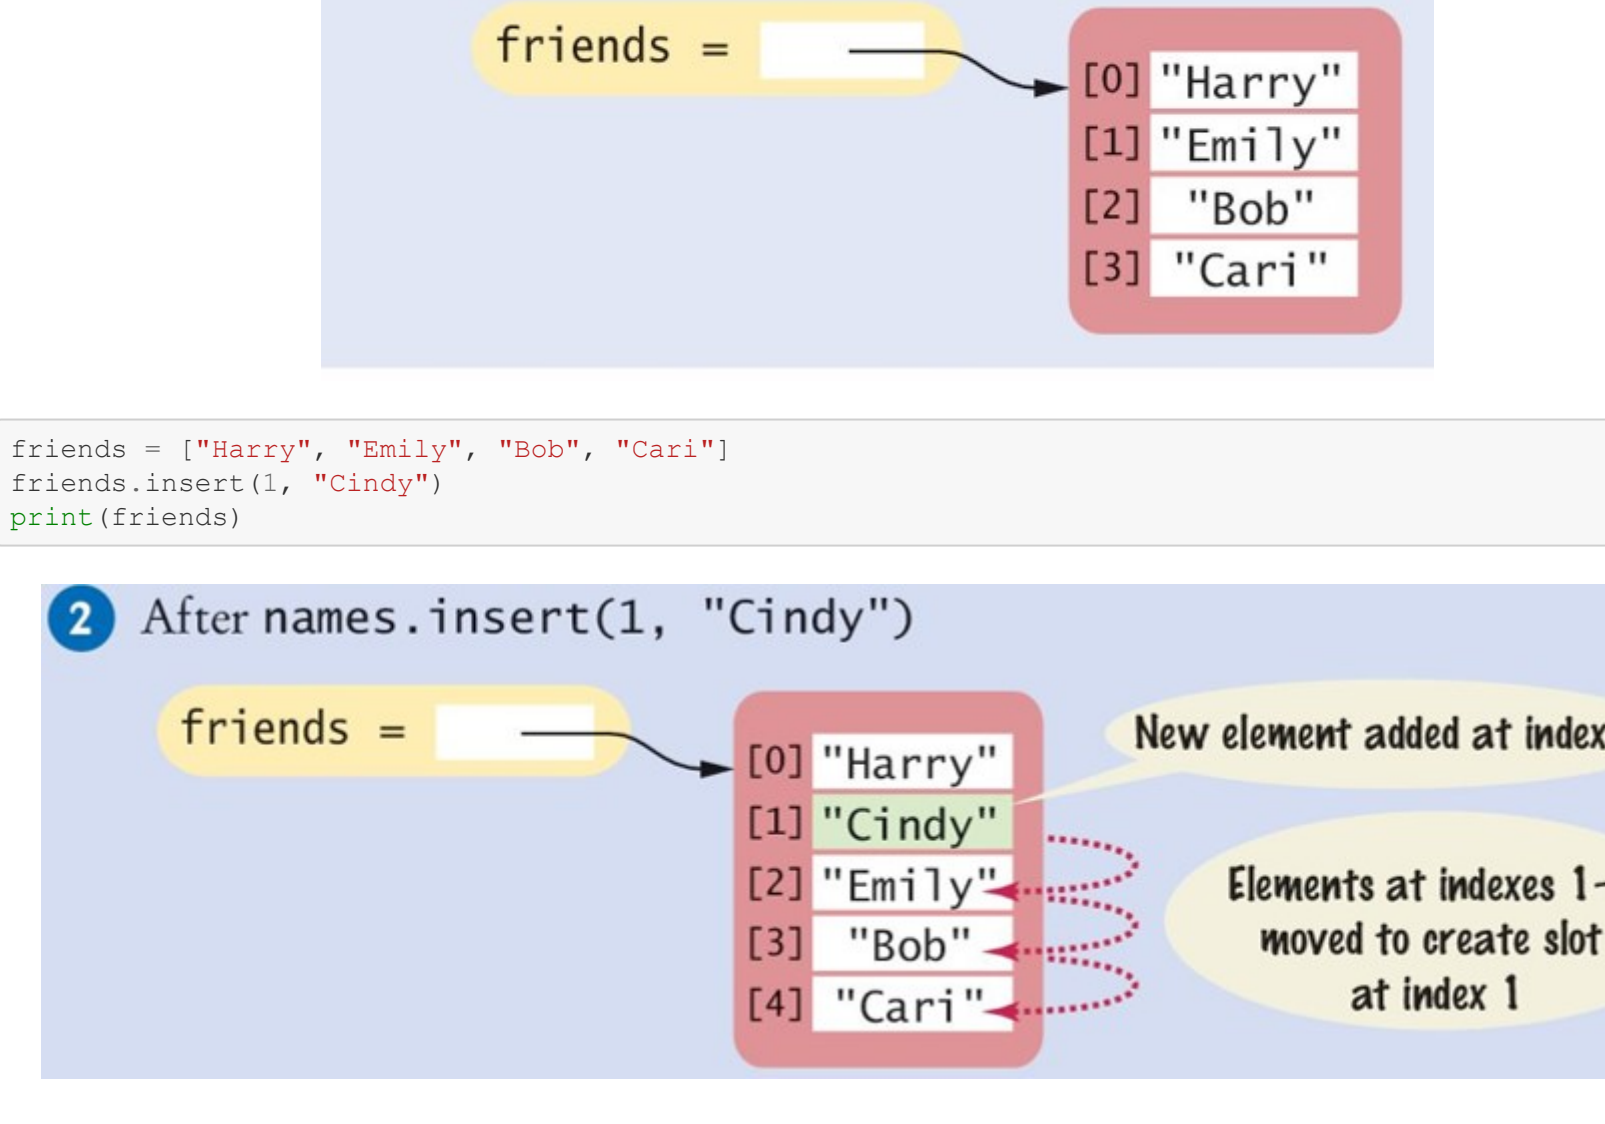 friends =
[0] "Harry"
[1] "Emily"
[2] "Bob"
[3] "Cari"
friends = ["Harry", "Emily", "Bob", "Cari"]
friends.insert(1, "Cindy")
print(friends)
2 After names.insert(1, "Cindy")
friends =
[0] "Harry"
[1] "Cindy"
[2] "Emily"
[3] "Bob"
[4] "Cari"
New element added at index
Elements at indexes 1–
moved to create slot
at index 1